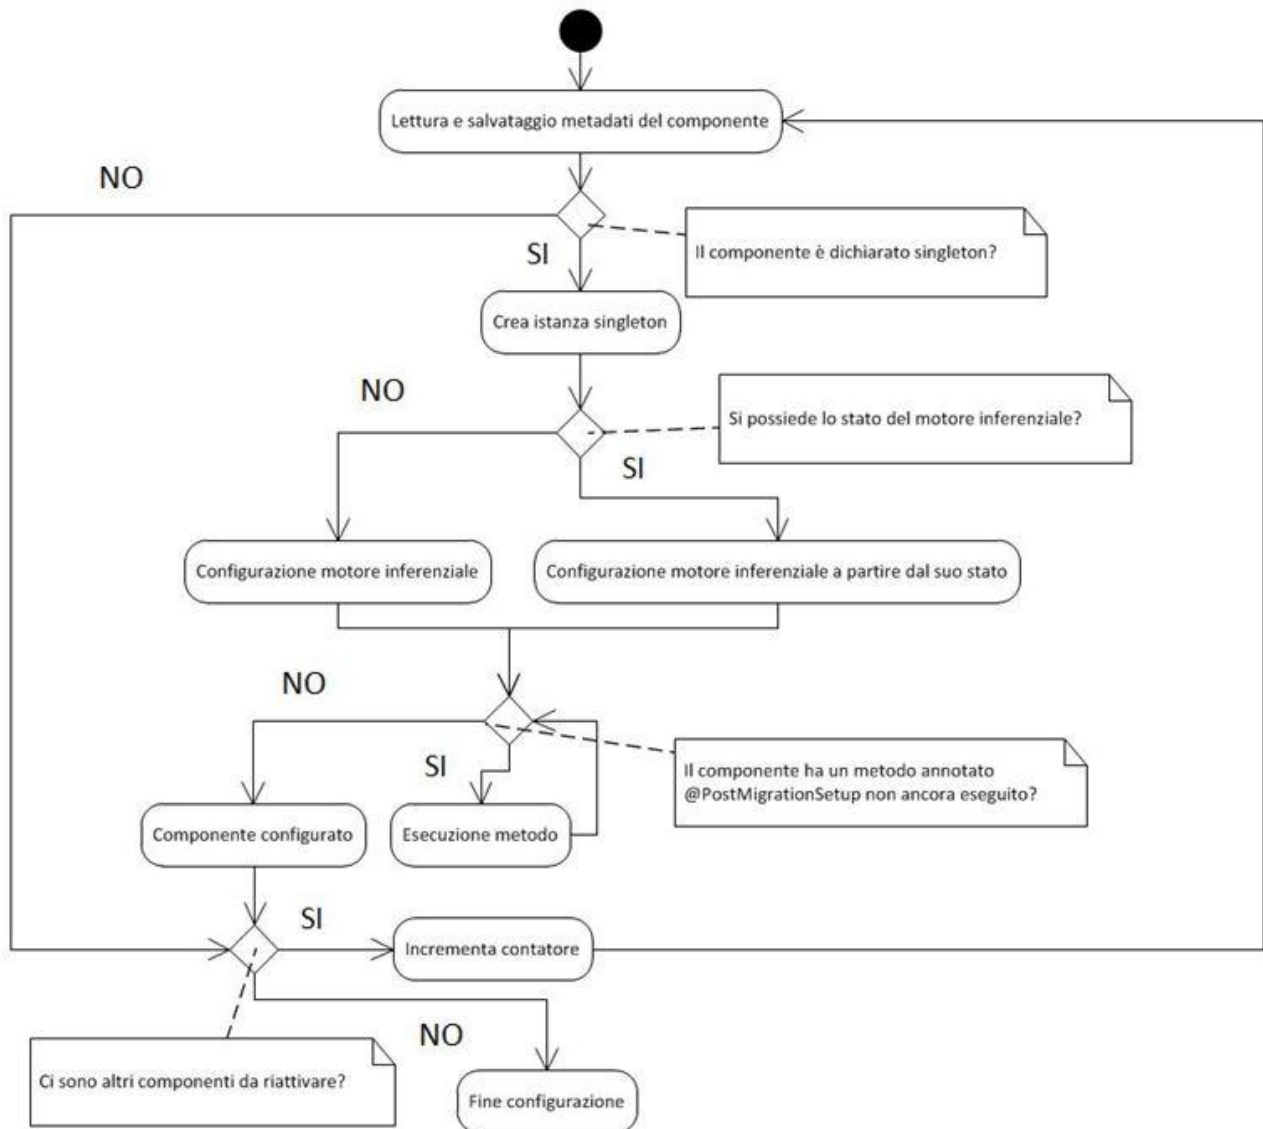 Lettura e salvataggio metadati del componente
NO
Il componente è dichiarato singleton?
SI
Crea istanza singleton
NO
Si possiede lo stato del motore inferenziale?
SI
Configurazione motore inferenziale
Configurazione motore inferenziale a partire dal suo stato
NO
SI
Il componente ha un metodo annotato
@PostMigrationSetup non ancora eseguito?
Componente configurato
Esecuzione metodo
SI
Incrementa contatore
NO
Ci sono altri componenti da riattivare?
Fine configurazione